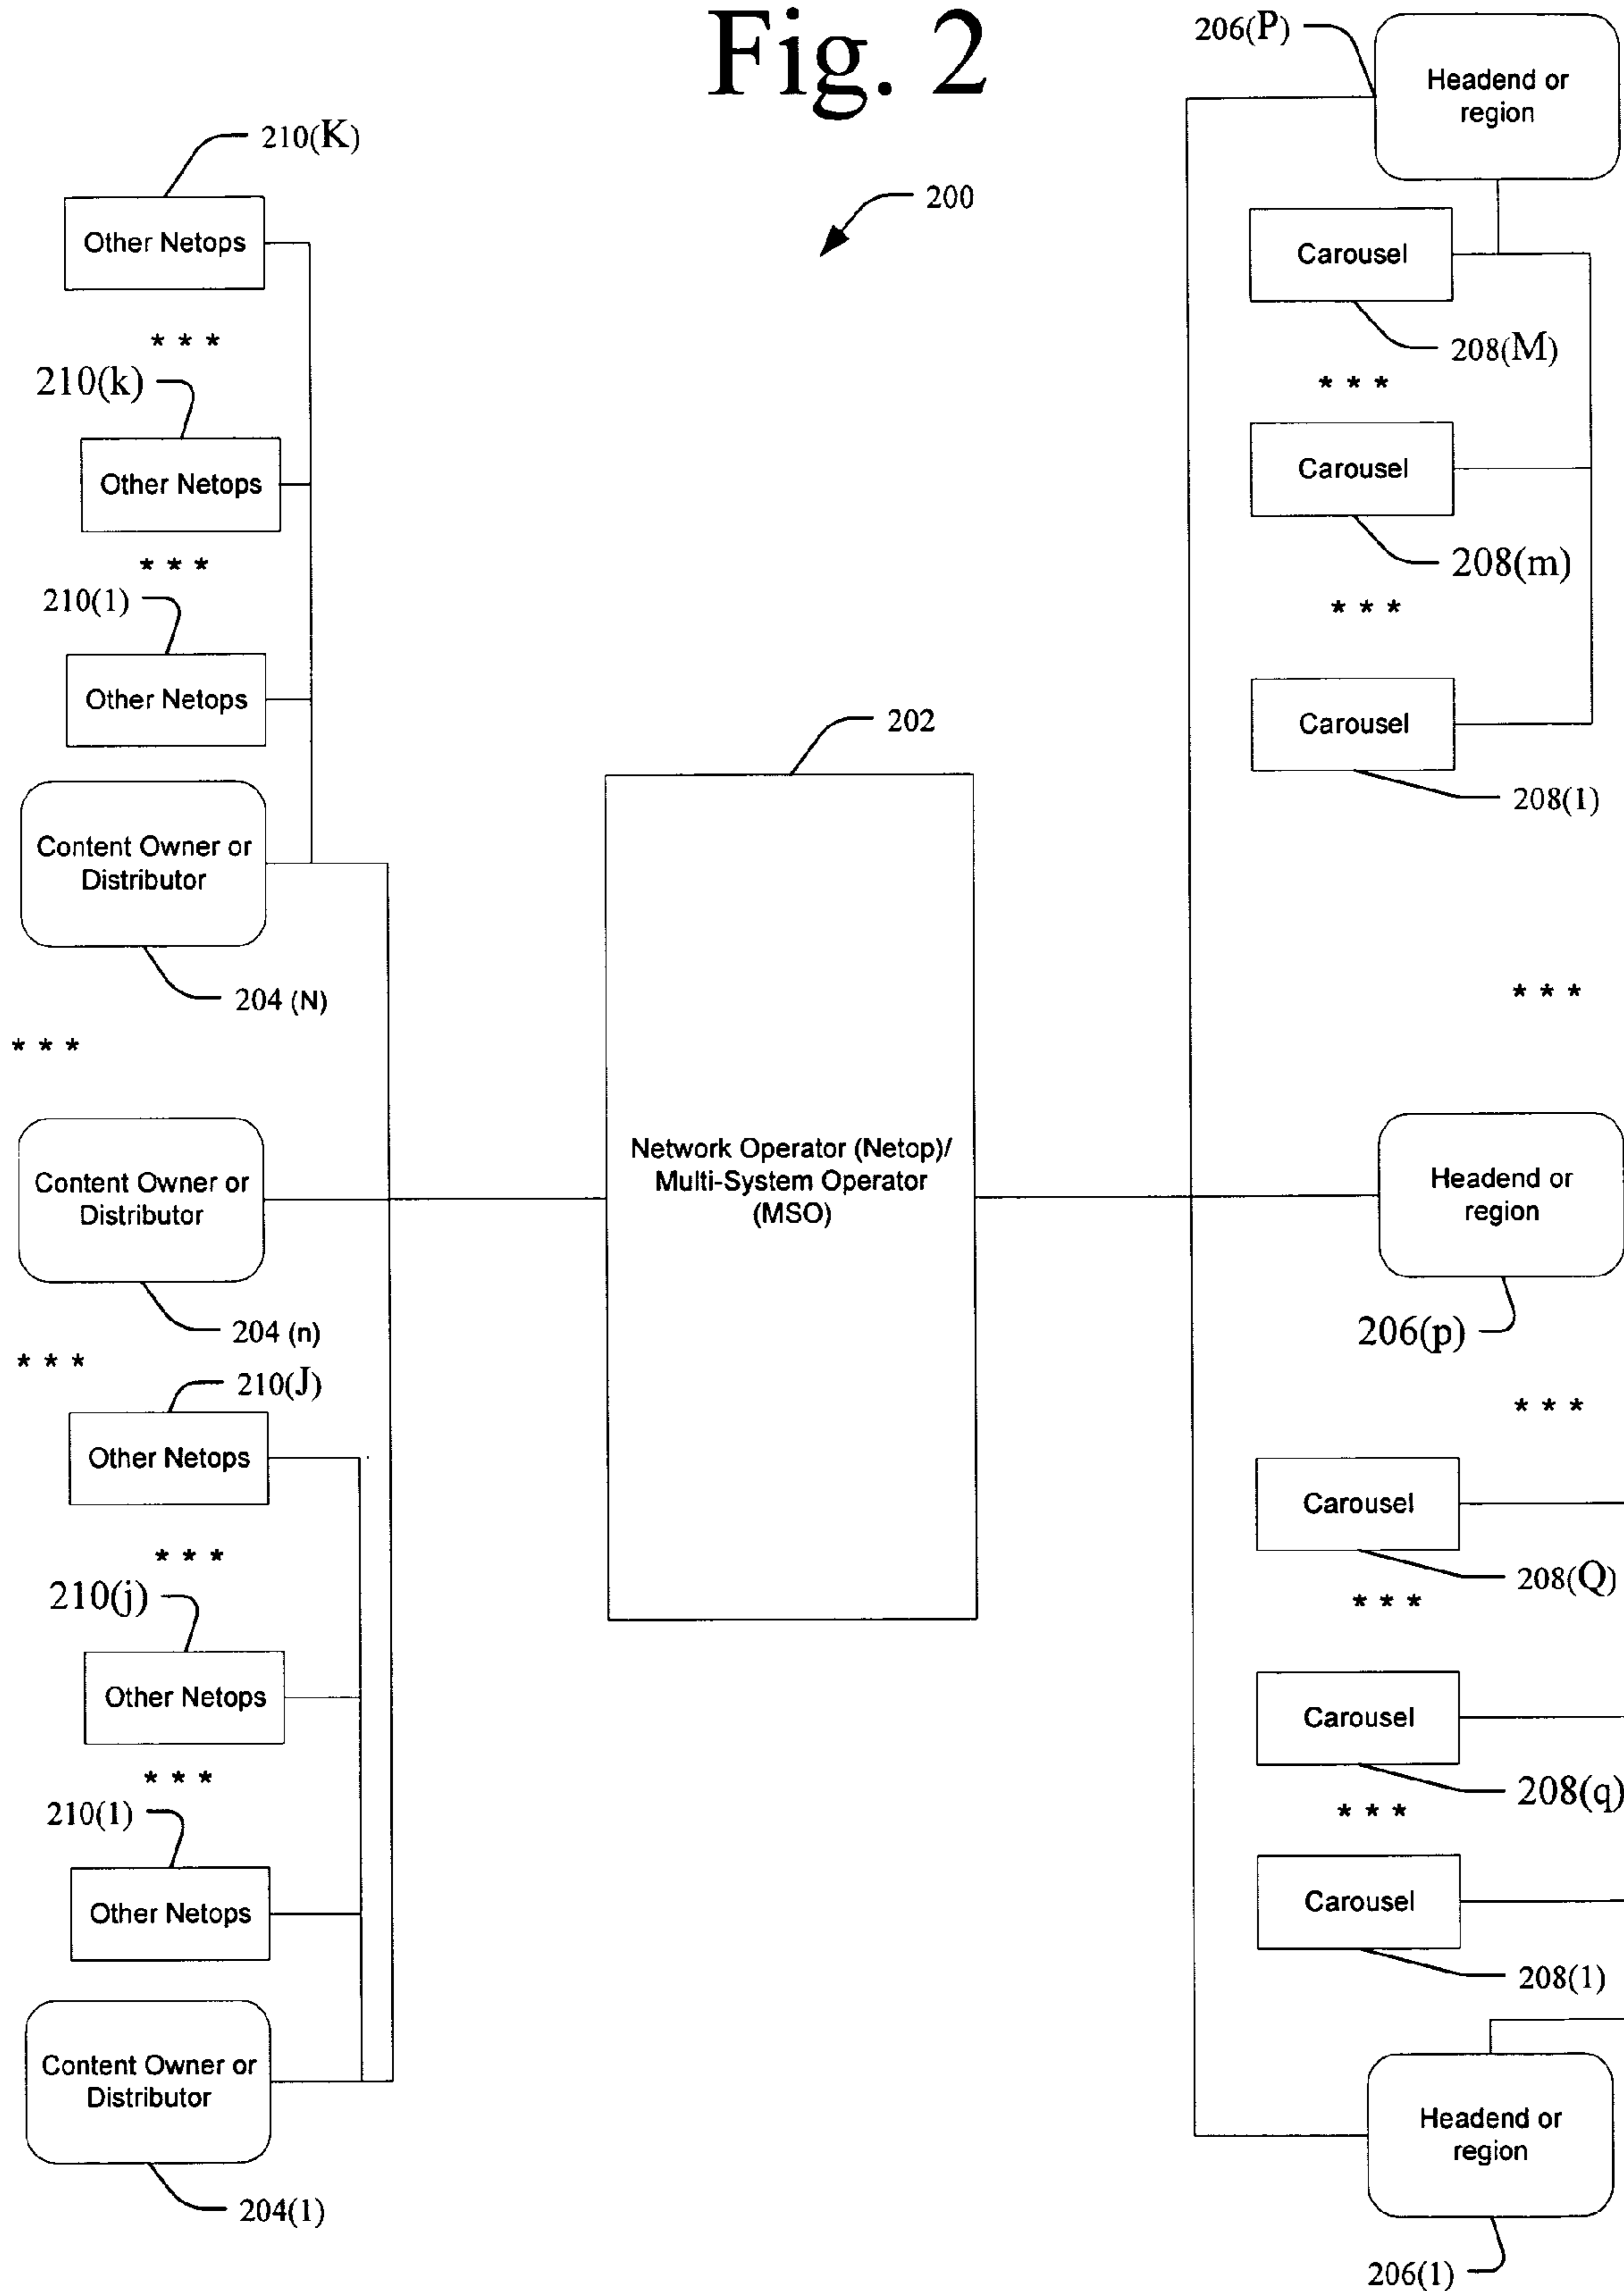 Fig. 2
200
210(K)
Other Netops
* * *
210(k)
Other Netops
* * *
210(1)
Other Netops
Content Owner or
Distributor
204 (N)
* * *
Content Owner or
Distributor
204 (n)
* * *
210(J)
Other Netops
* * *
210(j)
Other Netops
* * *
210(1)
Other Netops
Content Owner or
Distributor
204(1)
202
Network Operator (Netop)/
Multi-System Operator
(MSO)
206(P)
Headend or
region
Carousel
208(M)
* * *
Carousel
208(m)
* * *
Carousel
208(1)
* * *
Headend or
region
206(p)
* * *
Carousel
208(Q)
* * *
Carousel
208(q)
* * *
Carousel
208(1)
Headend or
region
206(1)